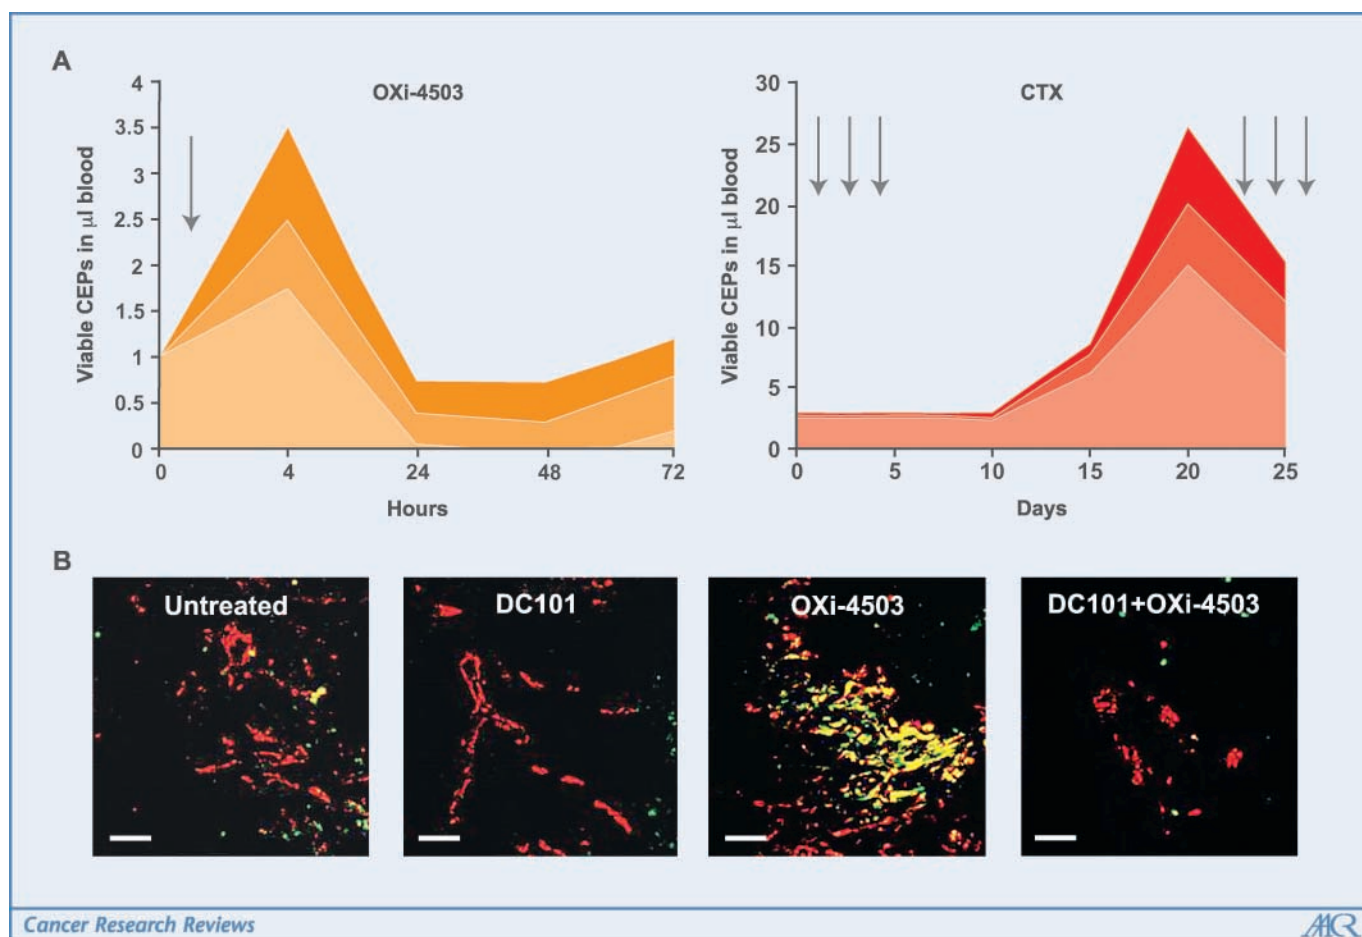 A
OXi-4503
Viable CEPs in µl blood
4
3.5
3
2.5
2
1.5
1
0.5
0
0 4 24 48 72
Hours
CTX
Viable CEPs in µl blood
30
25
20
15
10
5
0
0 5 10 15 20 25
Days
B
Untreated
DC101
OXi-4503
DC101+OXi-4503
Cancer Research Reviews
AACR